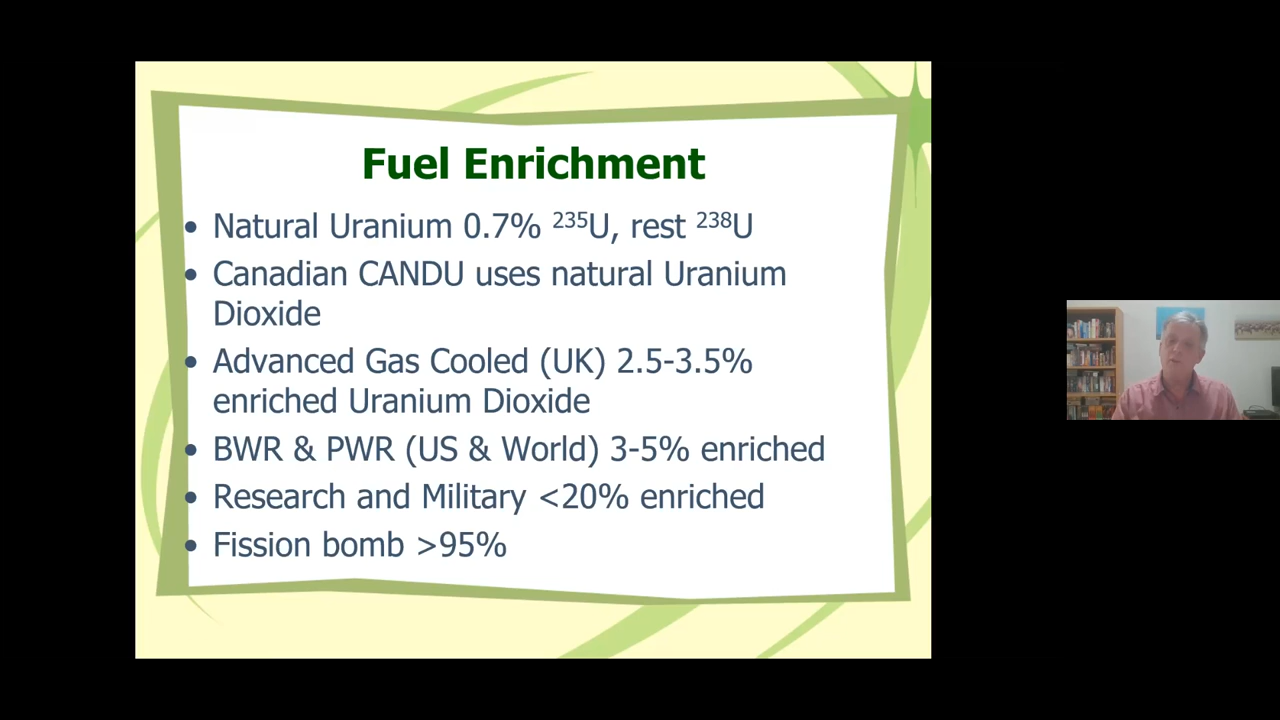 Fuel Enrichment
• Natural Uranium 0.7% ²³⁵U, rest ²³⁸U
• Canadian CANDU uses natural Uranium
Dioxide
• Advanced Gas Cooled (UK) 2.5-3.5%
enriched Uranium Dioxide
• BWR & PWR (US & World) 3-5% enriched
• Research and Military <20% enriched
• Fission bomb >95%